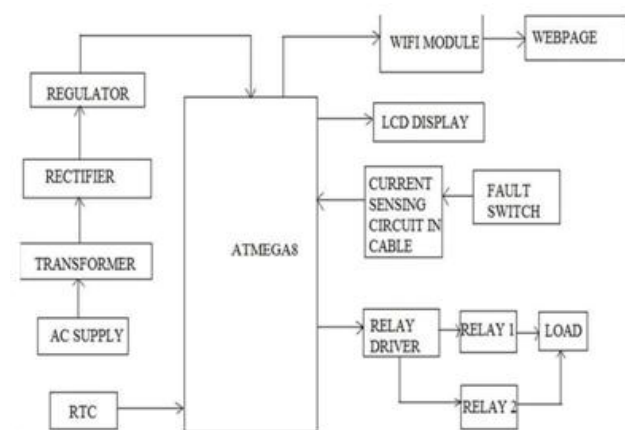 WIFI MODULE
WEBPAGE
REGULATOR
LCD DISPLAY
RECTIFIER
CURRENT
SENSING
CIRCUIT IN
CABLE
FAULT
SWITCH
ATMEGA8
TRANSFORMER
AC SUPPLY
RELAY
DRIVER
RELAY 1
LOAD
RTC
RELAY 2